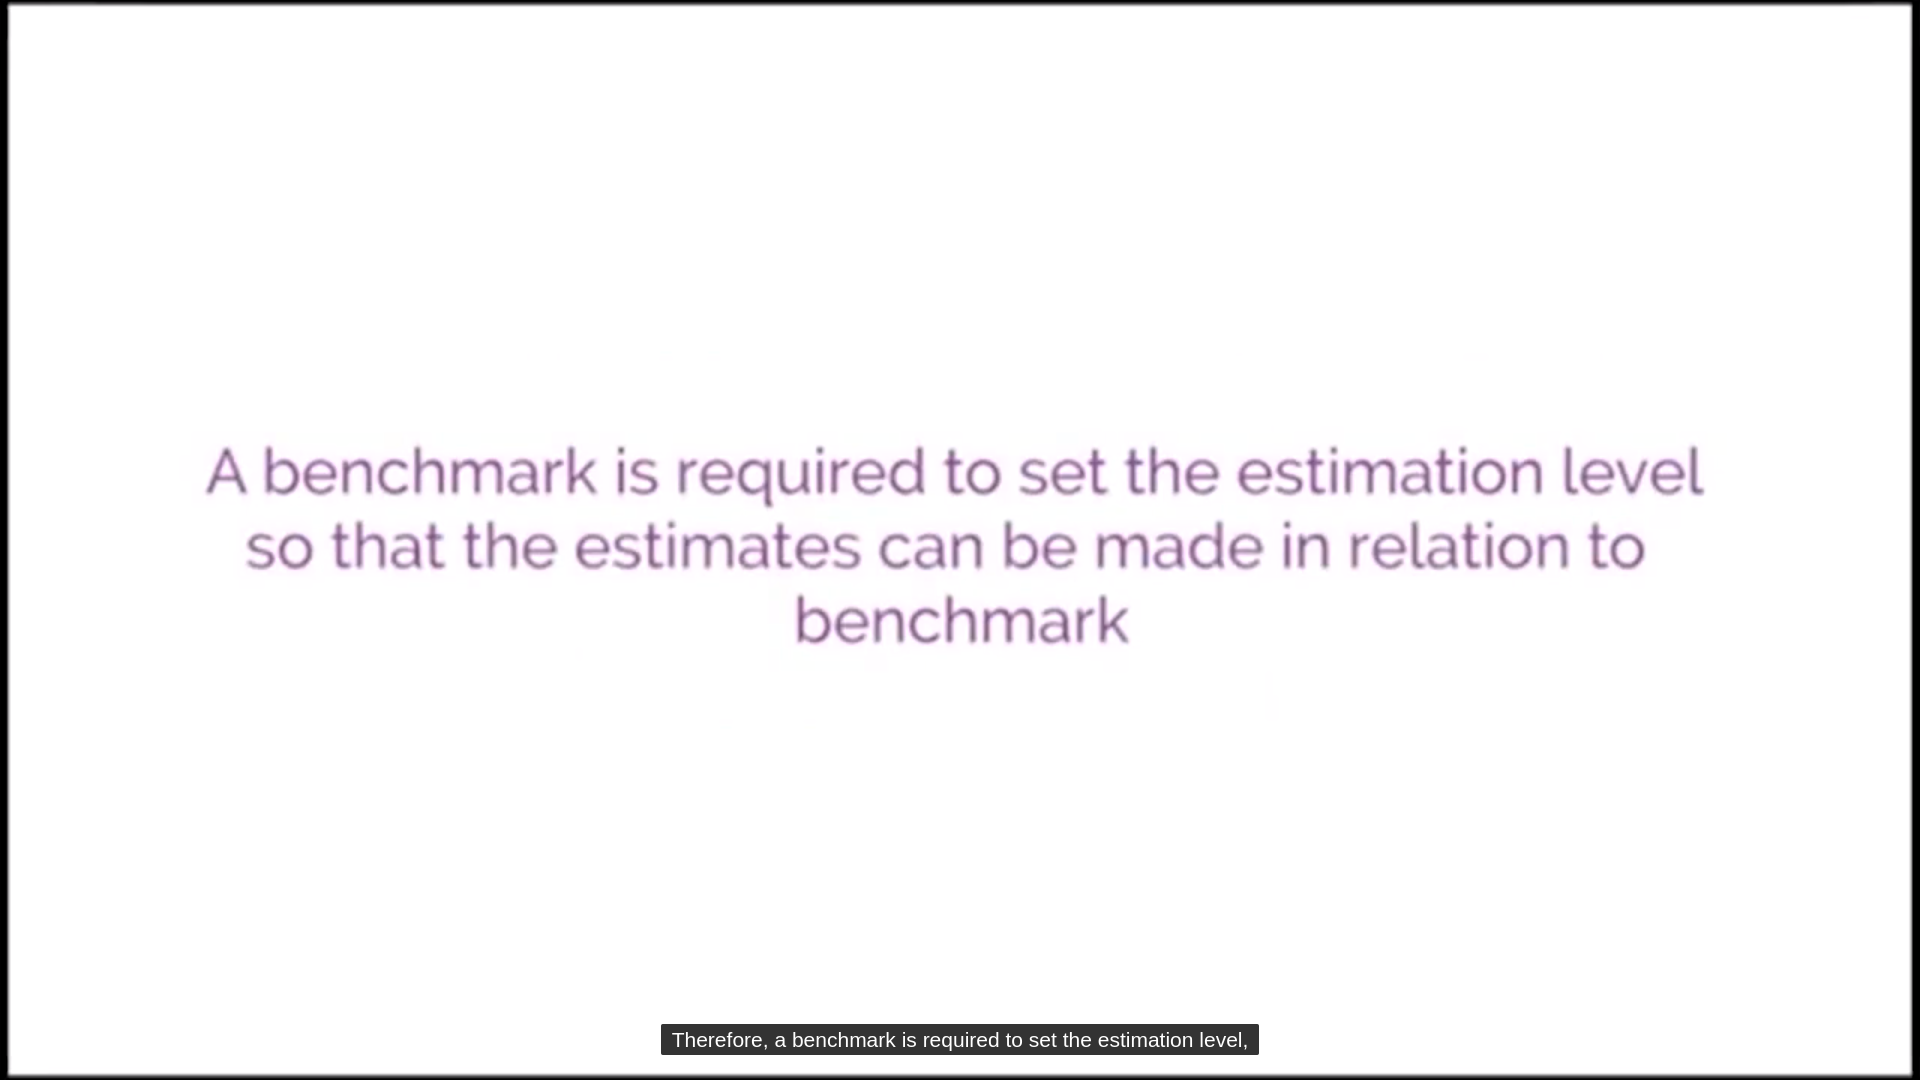 A benchmark is required to set the estimation level
so that the estimates can be made in relation to
benchmark
Therefore, a benchmark is required to set the estimation level,